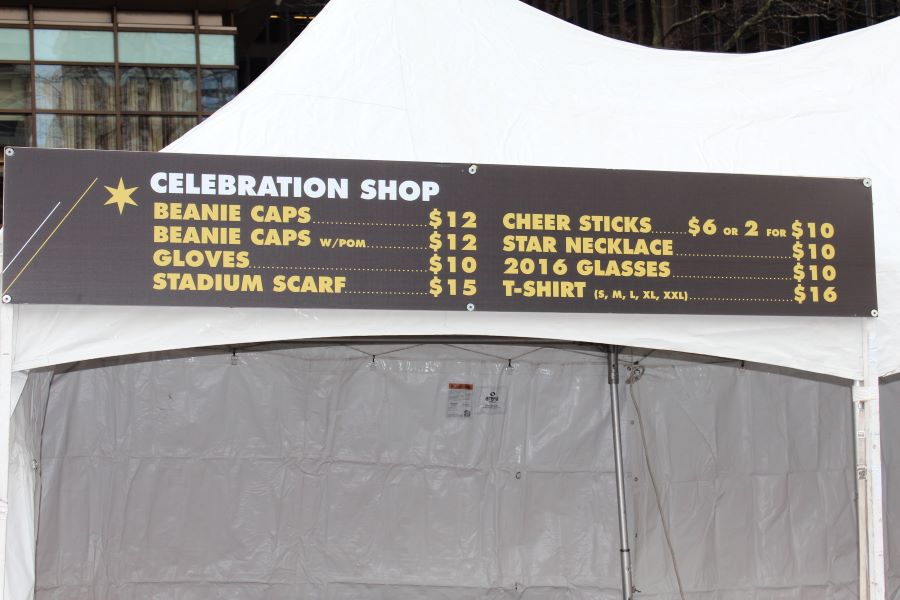 CELEBRATION SHOP
BEANIE CAPS..............................$12
BEANIE CAPS W/POM..............$12
GLOVES............................................$10
STADIUM SCARF.....................$15
CHEER STICKS........$6 OR 2 FOR $10
STAR NECKLACE.............................$10
2016 GLASSES..............................$10
T-SHIRT (S, M, L, XL, XXL)..........................$16